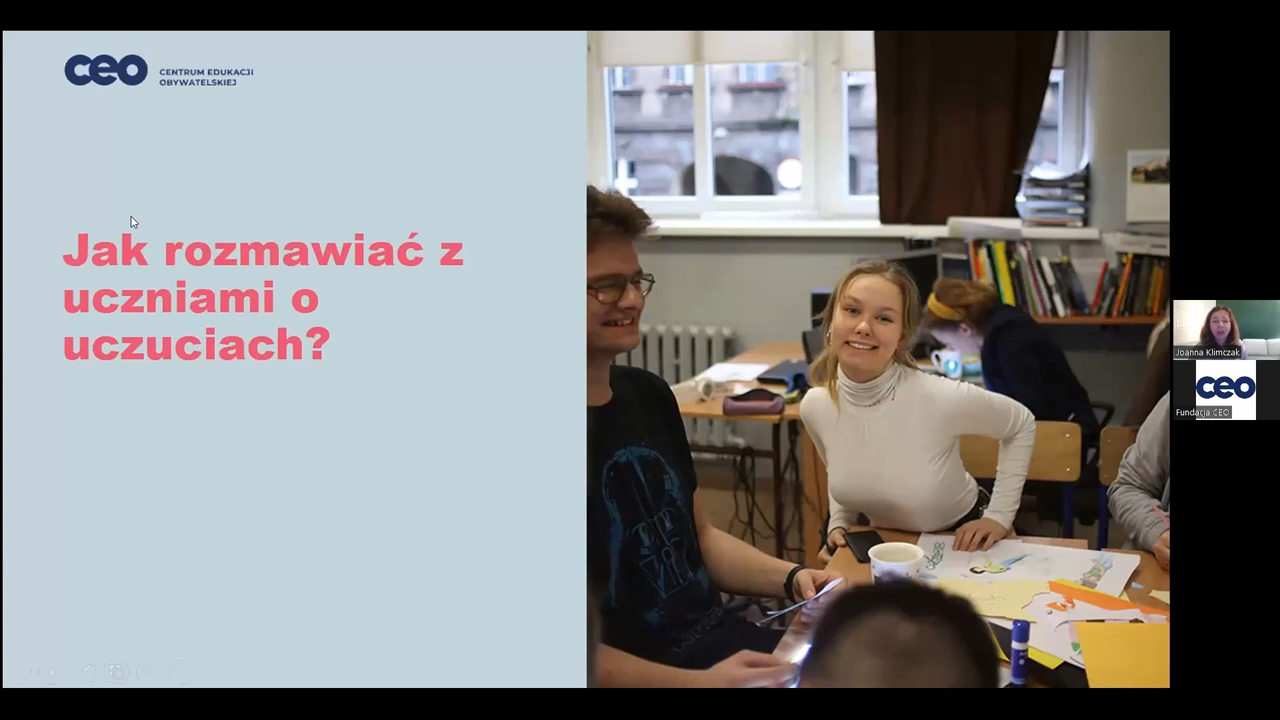 ceo CENTRUM EDUKACJI
OBYWATELSKIEJ
Jak rozmawiać z
uczniami o
uczuciach?
Joanna Klimczak
ceo
Fundacja CEO